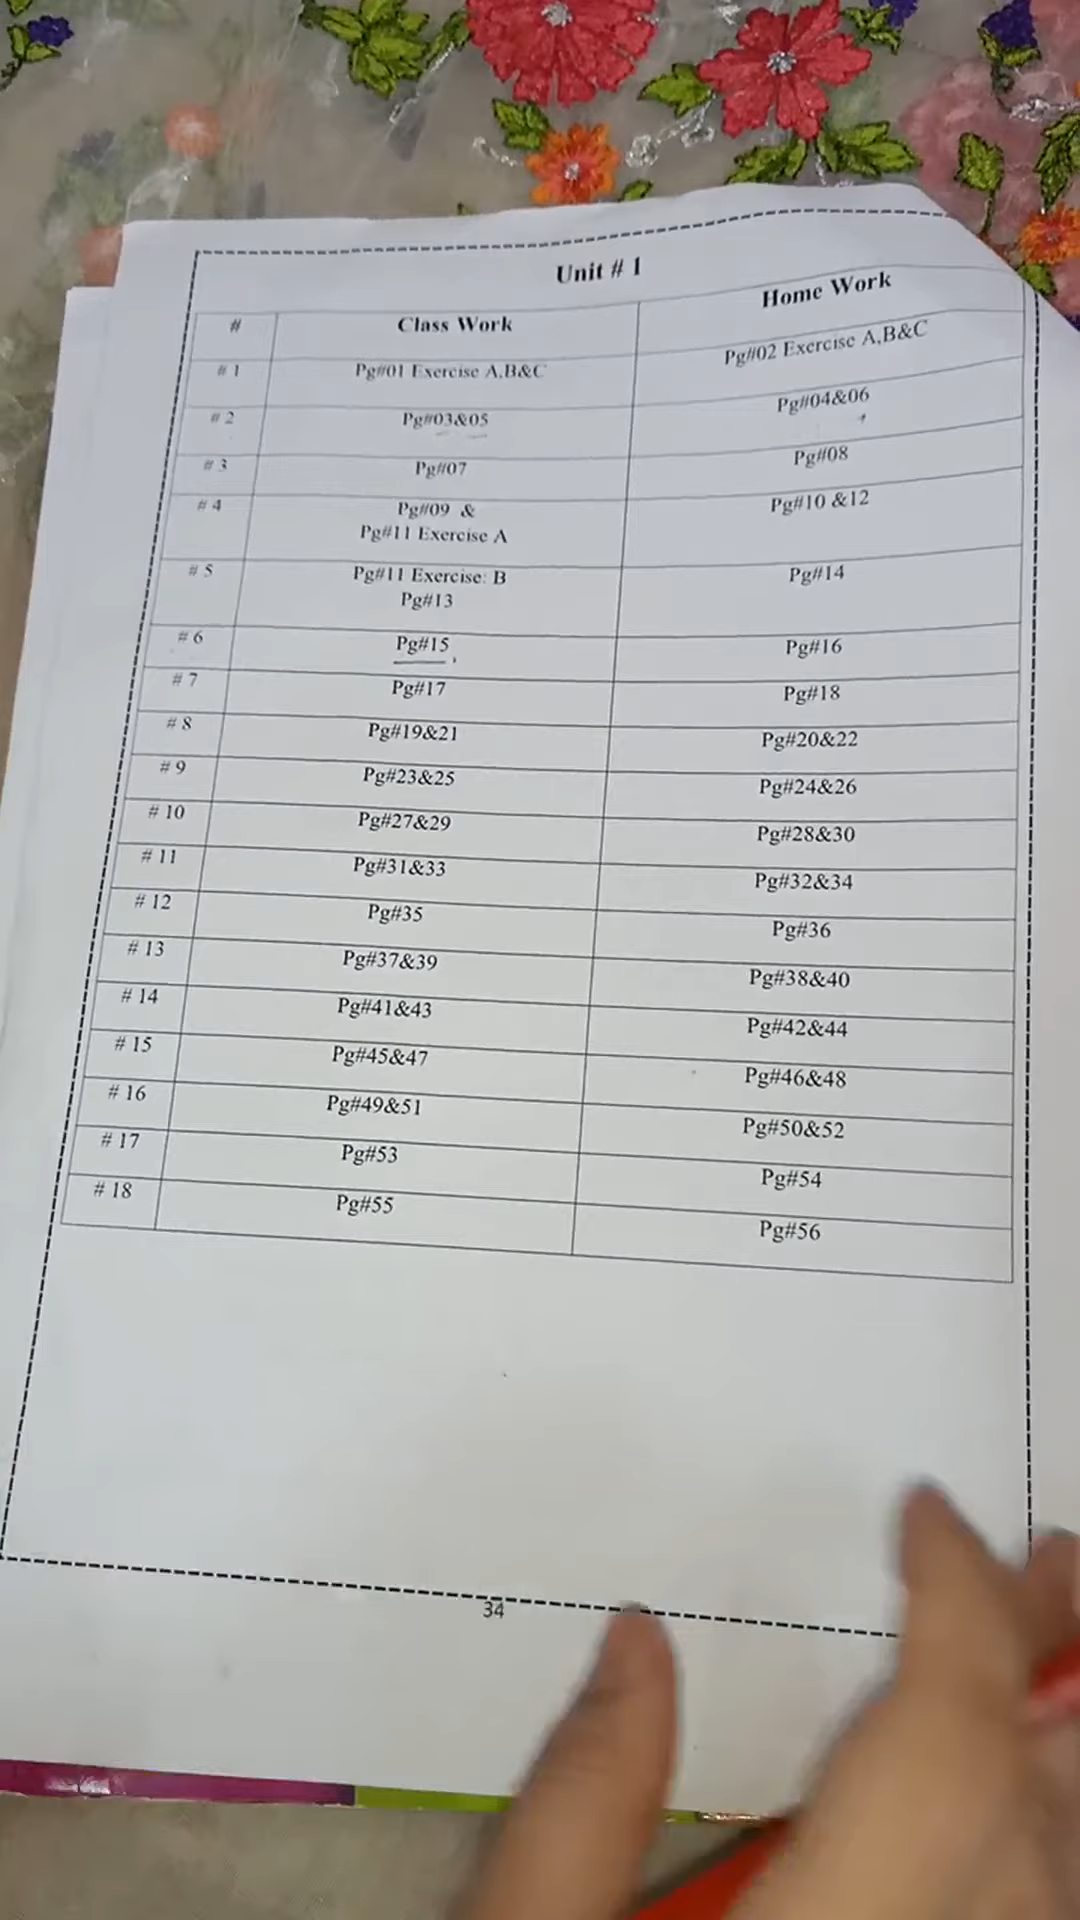 Unit # 1
# Class Work Home Work
# 1 Pg#01 Exercise A,B&C Pg#02 Exercise A,B&C
# 2 Pg#03&05 Pg#04&06
# 3 Pg#07 Pg#08
# 4 Pg#09 & Pg#10 &12
Pg#11 Exercise A
# 5 Pg#11 Exercise: B Pg#14
Pg#13
# 6 Pg#15 Pg#16
# 7 Pg#17 Pg#18
# 8 Pg#19&21 Pg#20&22
# 9 Pg#23&25 Pg#24&26
# 10 Pg#27&29 Pg#28&30
# 11 Pg#31&33 Pg#32&34
# 12 Pg#35 Pg#36
# 13 Pg#37&39 Pg#38&40
# 14 Pg#41&43 Pg#42&44
# 15 Pg#45&47 Pg#46&48
# 16 Pg#49&51 Pg#50&52
# 17 Pg#53 Pg#54
# 18 Pg#55 Pg#56
34